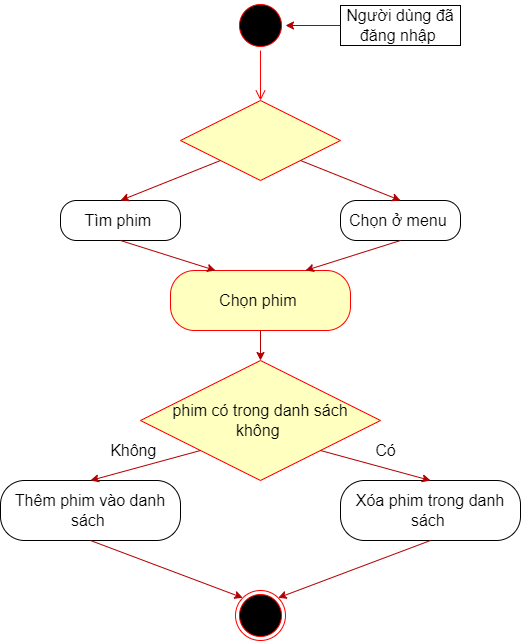 Người dùng đã
đăng nhập
Tìm phim
Chọn ở menu
Chọn phim
phim có trong danh sách
không
Không
Có
Thêm phim vào danh
sách
Xóa phim trong danh
sách